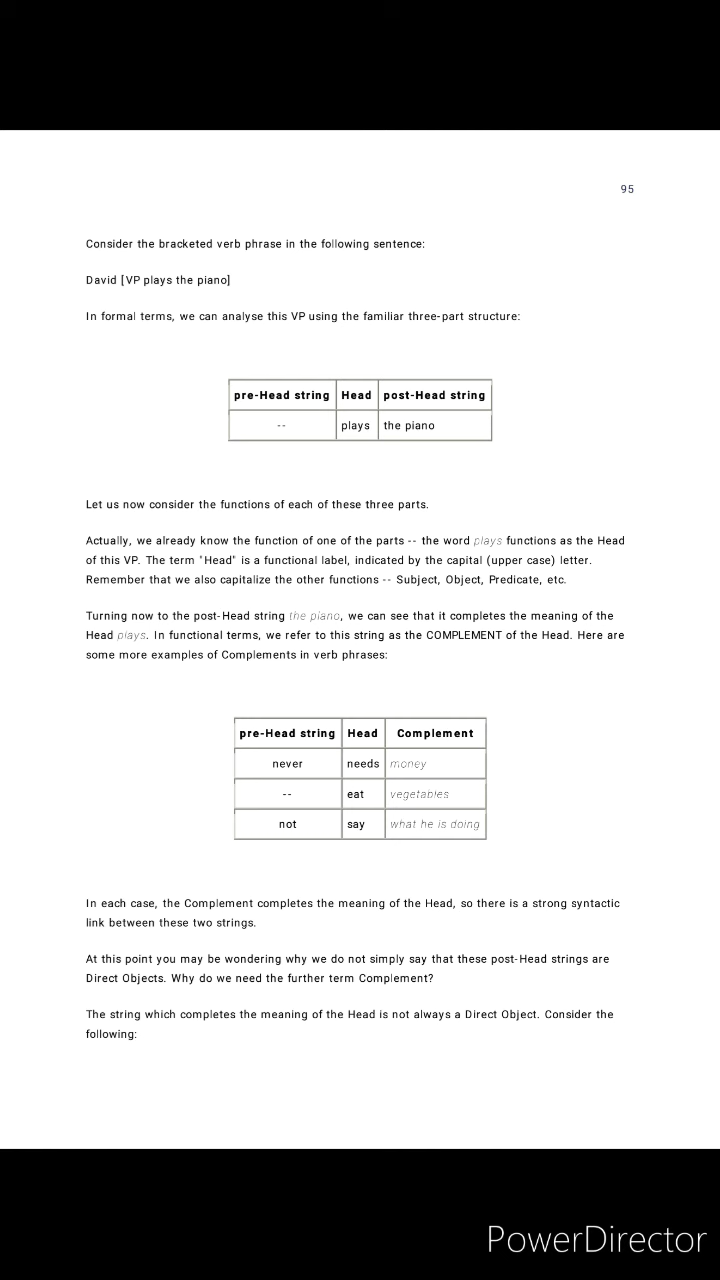 95
Consider the bracketed verb phrase in the following sentence:
David [VP plays the piano]
In formal terms, we can analyse this VP using the familiar three-part structure:
pre-Head string Head post-Head string
-- plays the piano
Let us now consider the functions of each of these three parts.
Actually, we already know the function of one of the parts -- the word plays functions as the Head
of this VP. The term 'Head" is a functional label, indicated by the capital (upper case) letter.
Remember that we also capitalize the other functions -- Subject, Object, Predicate, etc.
Turning now to the post-Head string the piano, we can see that it completes the meaning of the
Head plays. In functional terms, we refer to this string as the COMPLEMENT of the Head. Here are
some more examples of Complements in verb phrases:
pre-Head string Head Complement
never needs money
-- eat vegetables
not say what he is doing
In each case, the Complement completes the meaning of the Head, so there is a strong syntactic
link between these two strings.
At this point you may be wondering why we do not simply say that these post-Head strings are
Direct Objects. Why do we need the further term Complement?
The string which completes the meaning of the Head is not always a Direct Object. Consider the
following:
PowerDirector